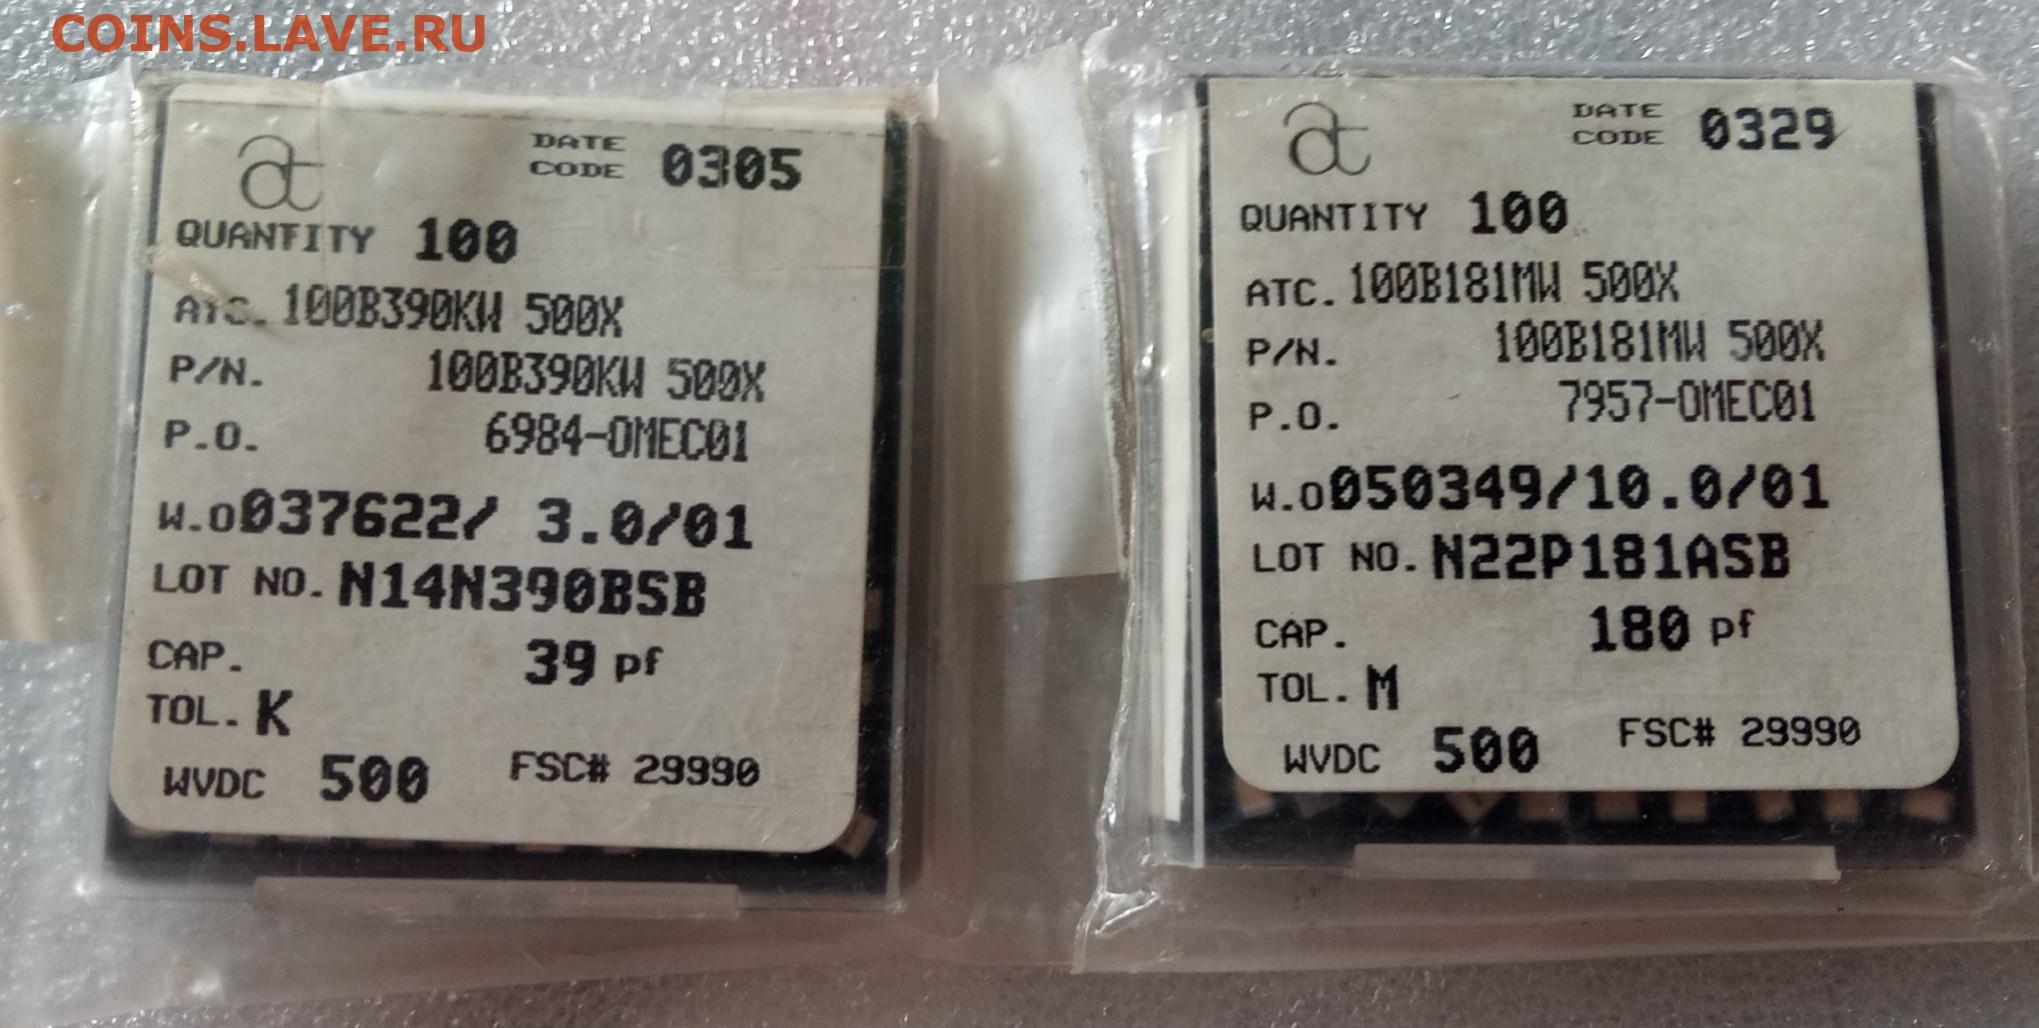 COINS.LAVE.RU
at
DATE
CODE 0305
QUANTITY 100
ATC. 100B390KW 500X
P/N. 100B390KW 500X
P.O. 6984-OMEC01
W.O 037622/ 3.0/01
LOT NO. N14N390BSB
CAP. 39 pf
TOL. K
WVDC 500 FSC# 29990
at
DATE
CODE 0329
QUANTITY 100
ATC. 100B181MW 500X
P/N. 100B181MW 500X
P.O. 7957-OMEC01
W.O 050349/10.0/01
LOT NO. N22P181ASB
CAP. 180 pf
TOL. M
WVDC 500 FSC# 29990